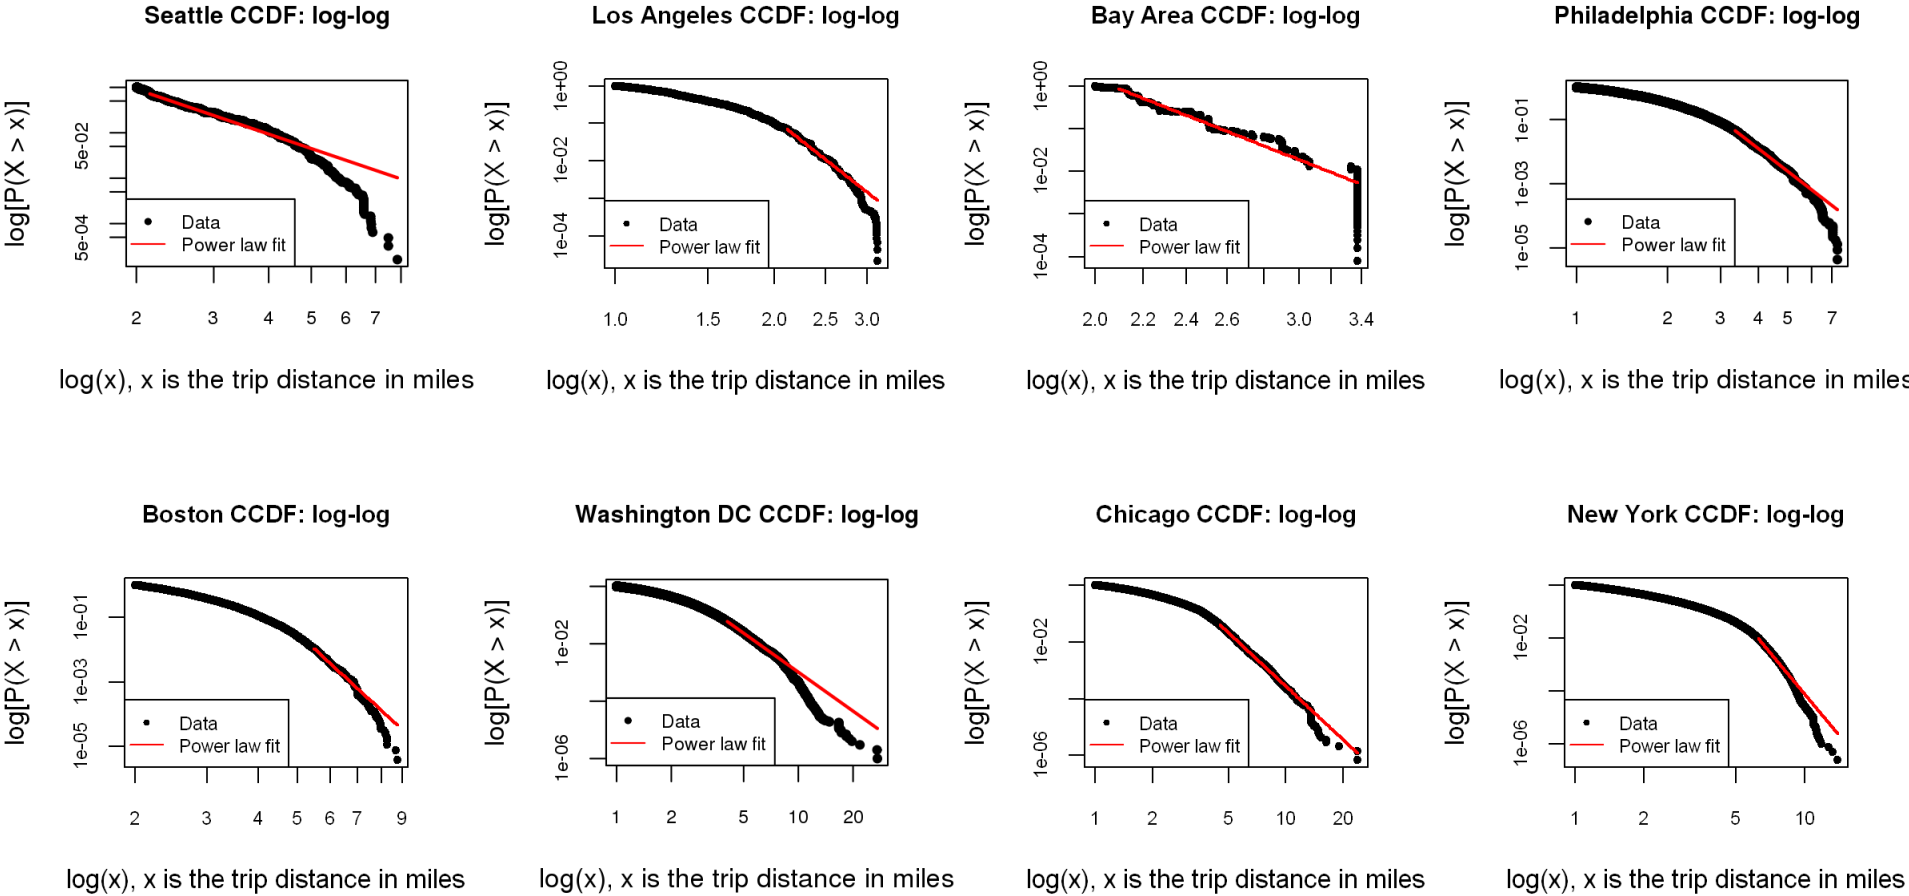 Seattle CCDF: log-log
log[P(X > x)]
5e-02
5e-04
Data
Power law fit
2 3 4 5 6 7
log(x), x is the trip distance in miles
Los Angeles CCDF: log-log
log[P(X > x)]
1e+00
1e-02
1e-04
Data
Power law fit
1.0 1.5 2.0 2.5 3.0
log(x), x is the trip distance in miles
Bay Area CCDF: log-log
log[P(X > x)]
1e+00
1e-02
1e-04
Data
Power law fit
2.0 2.2 2.4 2.6 3.0 3.4
log(x), x is the trip distance in miles
Philadelphia CCDF: log-log
log[P(X > x)]
1e-01
1e-03
1e-05
Data
Power law fit
1 2 3 4 5 7
log(x), x is the trip distance in miles
Boston CCDF: log-log
log[P(X > x)]
1e-01
1e-03
1e-05
Data
Power law fit
2 3 4 5 6 7 9
log(x), x is the trip distance in miles
Washington DC CCDF: log-log
log[P(X > x)]
1e-02
1e-06
Data
Power law fit
1 2 5 10 20
log(x), x is the trip distance in miles
Chicago CCDF: log-log
log[P(X > x)]
1e-02
1e-06
Data
Power law fit
1 2 5 10 20
log(x), x is the trip distance in miles
New York CCDF: log-log
log[P(X > x)]
1e-02
1e-06
Data
Power law fit
1 2 5 10
log(x), x is the trip distance in miles